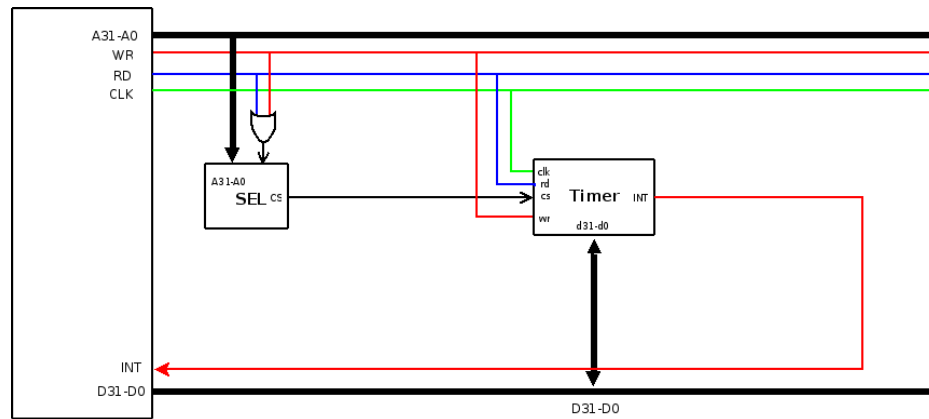 A31-A0
WR
RD
CLK
A31-A0
SEL CS
clk
rd
cs
Timer
INT
wr
d31-d0
INT
D31-D0
D31-D0